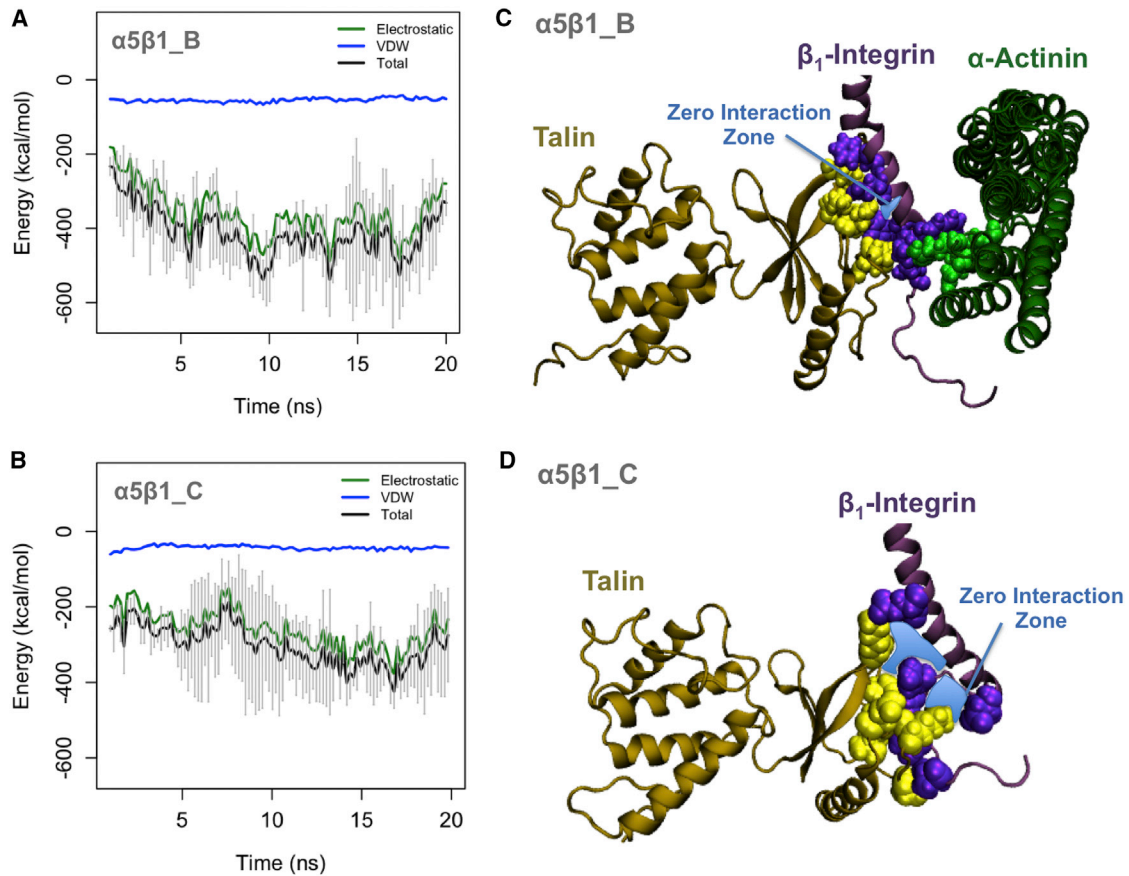 A
α5β1_B
Electrostatic
VDW
Total
0
-200
-400
-600
Energy (kcal/mol)
5
10
15
20
Time (ns)
C
α5β1_B
β1-Integrin
α-Actinin
Zero Interaction
Zone
Talin
B
α5β1_C
Electrostatic
VDW
Total
0
-200
-400
-600
Energy (kcal/mol)
5
10
15
20
Time (ns)
D
α5β1_C
β1-Integrin
Talin
Zero Interaction
Zone